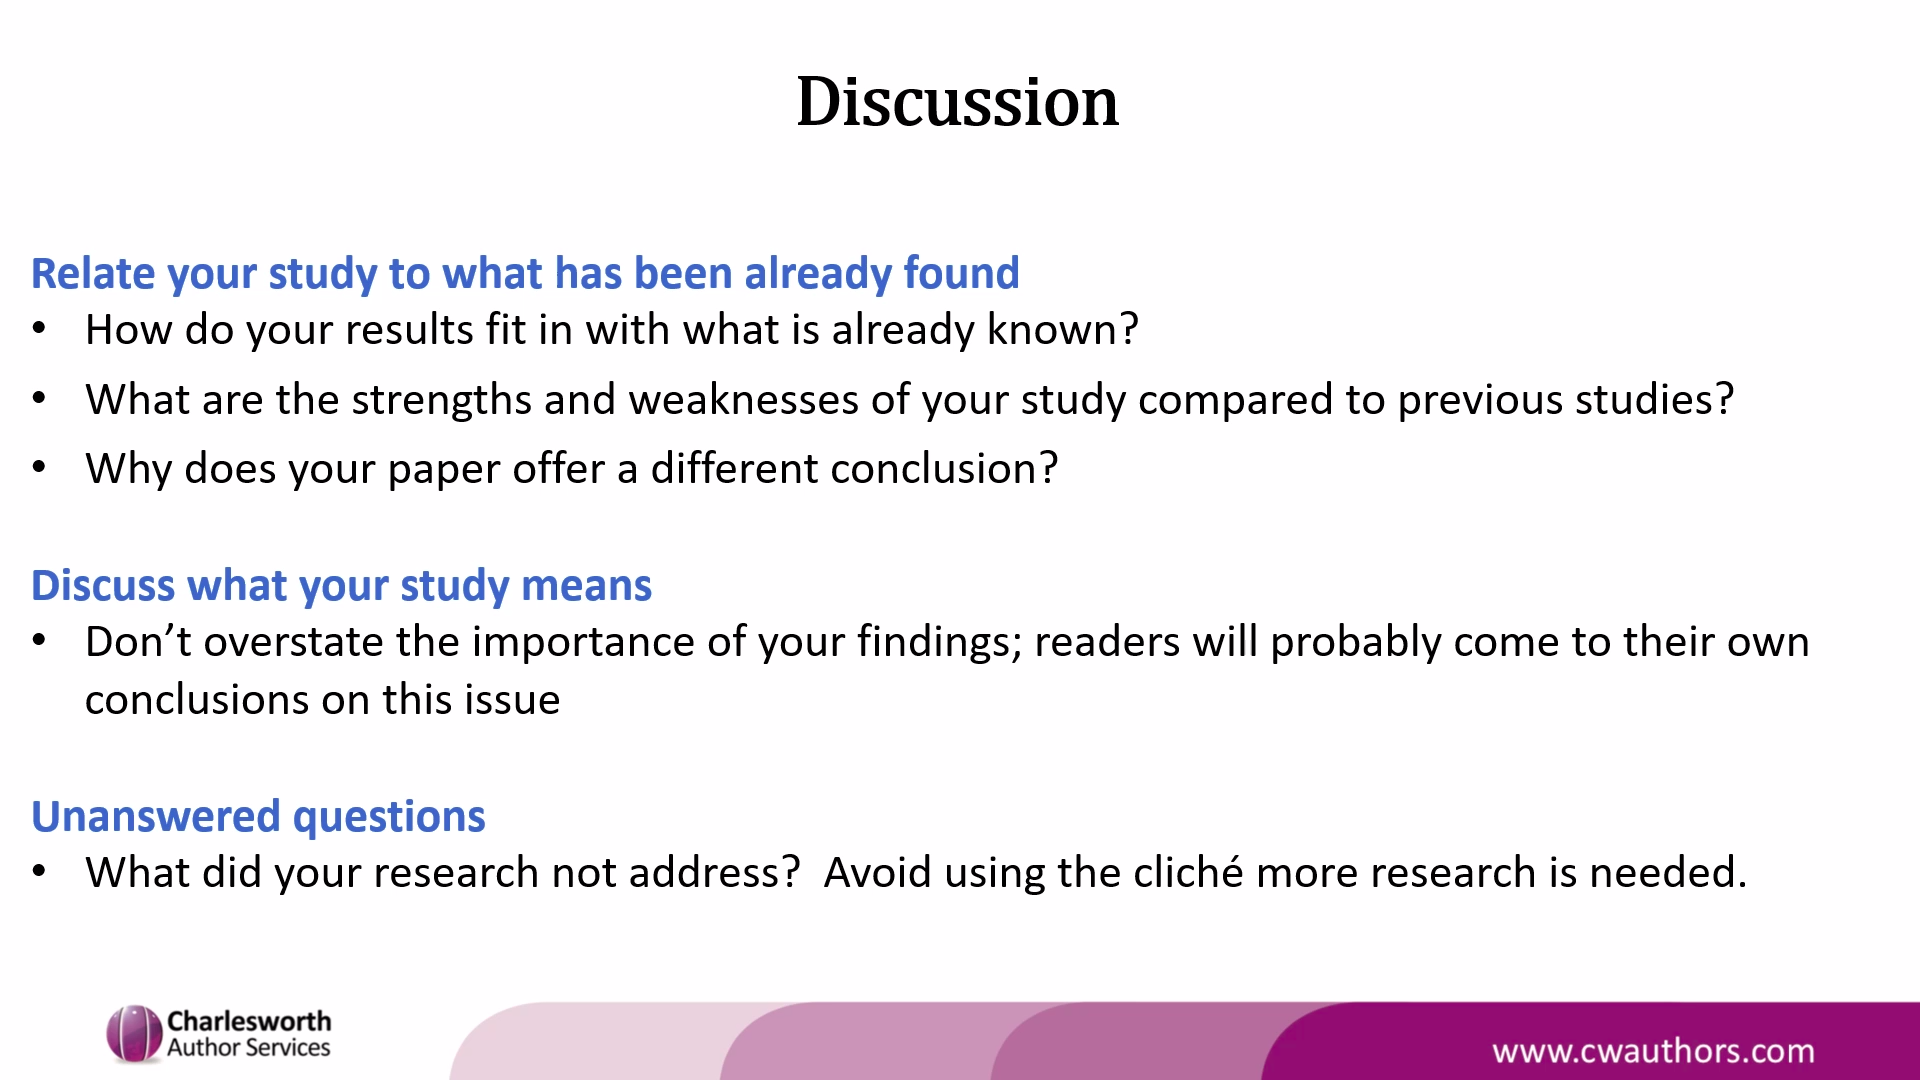 Discussion
Relate your study to what has been already found
• How do your results fit in with what is already known?
• What are the strengths and weaknesses of your study compared to previous studies?
• Why does your paper offer a different conclusion?
Discuss what your study means
• Don’t overstate the importance of your findings; readers will probably come to their own
conclusions on this issue
Unanswered questions
• What did your research not address?  Avoid using the cliché more research is needed.
Charlesworth
Author Services
www.cwauthors.com